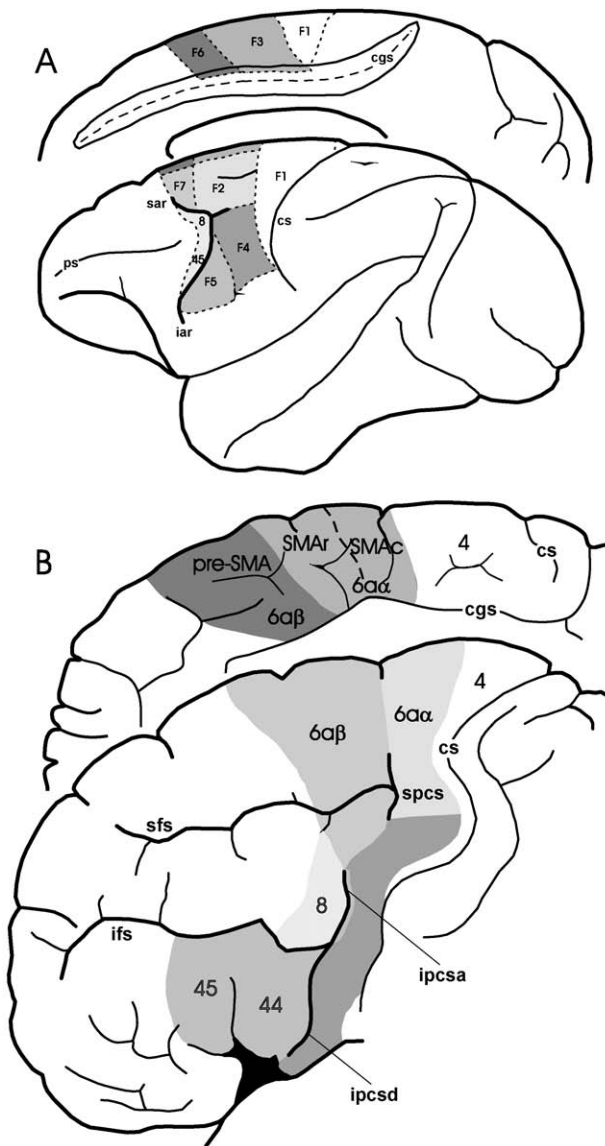 A
F6
F3
F1
cgs
F7
F2
F1
sar
8
cs
ps
45
F4
F5
iar
B
pre-SMA
SMAr
SMAc
4
cs
6aα
6aβ
cgs
4
6aβ
6aα
cs
spcs
sfs
8
ifs
ipcsa
45
44
ipcsd